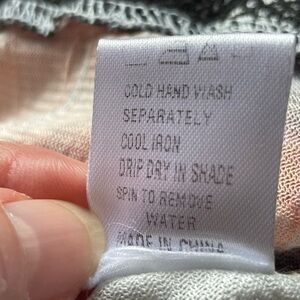 COLD HAND WASH
SEPARATELY
COOL IRON
DRIP DRY IN SHADE
SPIN TO REMOVE
WATER
MADE IN CHINA